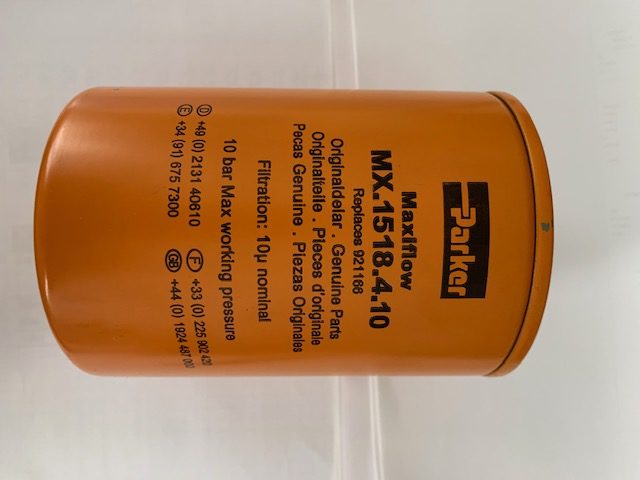 Parker
Maxiflow
MX.1518.4.10
Replaces 921166
Originaldelar . Genuine Parts
Originalteile . Pieces d'originale
Pecas Genuine . Piezas Originales
Filtration: 10µ nominal
10 bar Max working pressure
D +49 (0) 2131 40610 F +33 (0) 225 902 420
E +34 (91) 675 7300 GB +44 (0) 1924 487 000